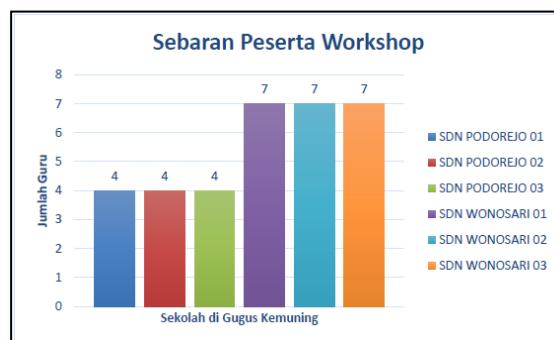 Sebaran Peserta Workshop
Jumlah Guru
8
7
6
5
4
3
2
1
0
4
4
4
7
7
7
Sekolah di Gugus Kemuning
SDN PODOREJO 01
SDN PODOREJO 02
SDN PODOREJO 03
SDN WONOSARI 01
SDN WONOSARI 02
SDN WONOSARI 03